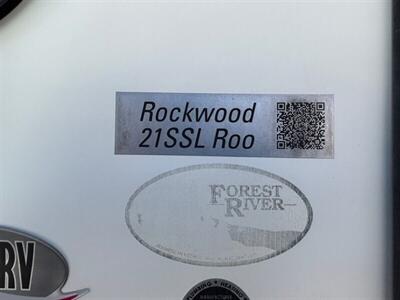 Rockwood
21SSL Roo
FOREST
RIVER
RV